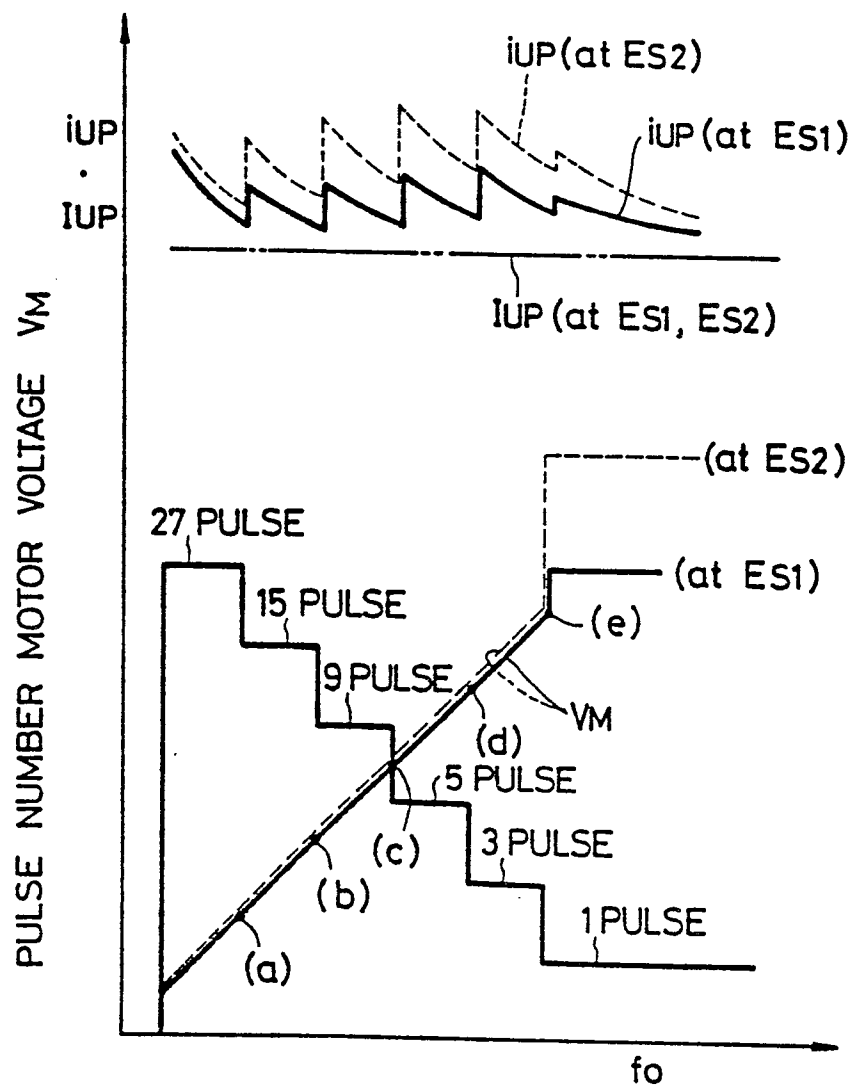 iUP (at ES2)
iUP
iUP (at ES1)
IUP
IUP (at ES1, ES2)
PULSE NUMBER MOTOR VOLTAGE VM
(at ES2)
27 PULSE
(at ES1)
15 PULSE
(e)
9 PULSE
VM
(d)
5 PULSE
(c)
3 PULSE
(b)
1 PULSE
(a)
fo